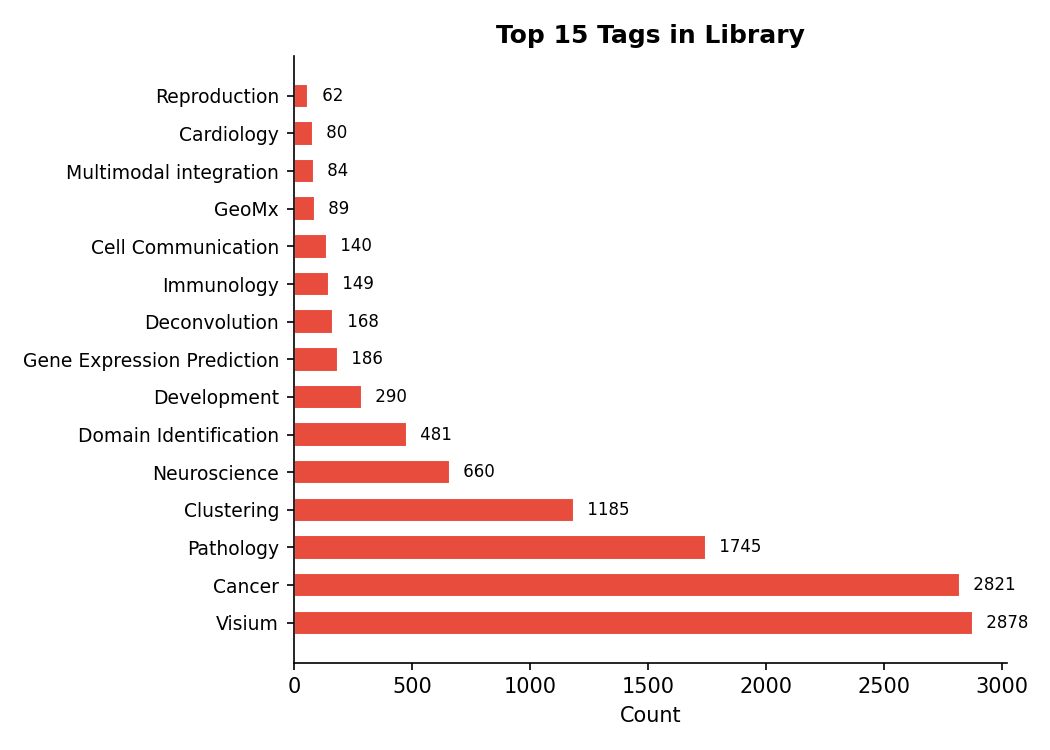 Top 15 Tags in Library
Reproduction 62
Cardiology 80
Multimodal integration 84
GeoMx 89
Cell Communication 140
Immunology 149
Deconvolution 168
Gene Expression Prediction 186
Development 290
Domain Identification 481
Neuroscience 660
Clustering 1185
Pathology 1745
Cancer 2821
Visium 2878
0 500 1000 1500 2000 2500 3000
Count